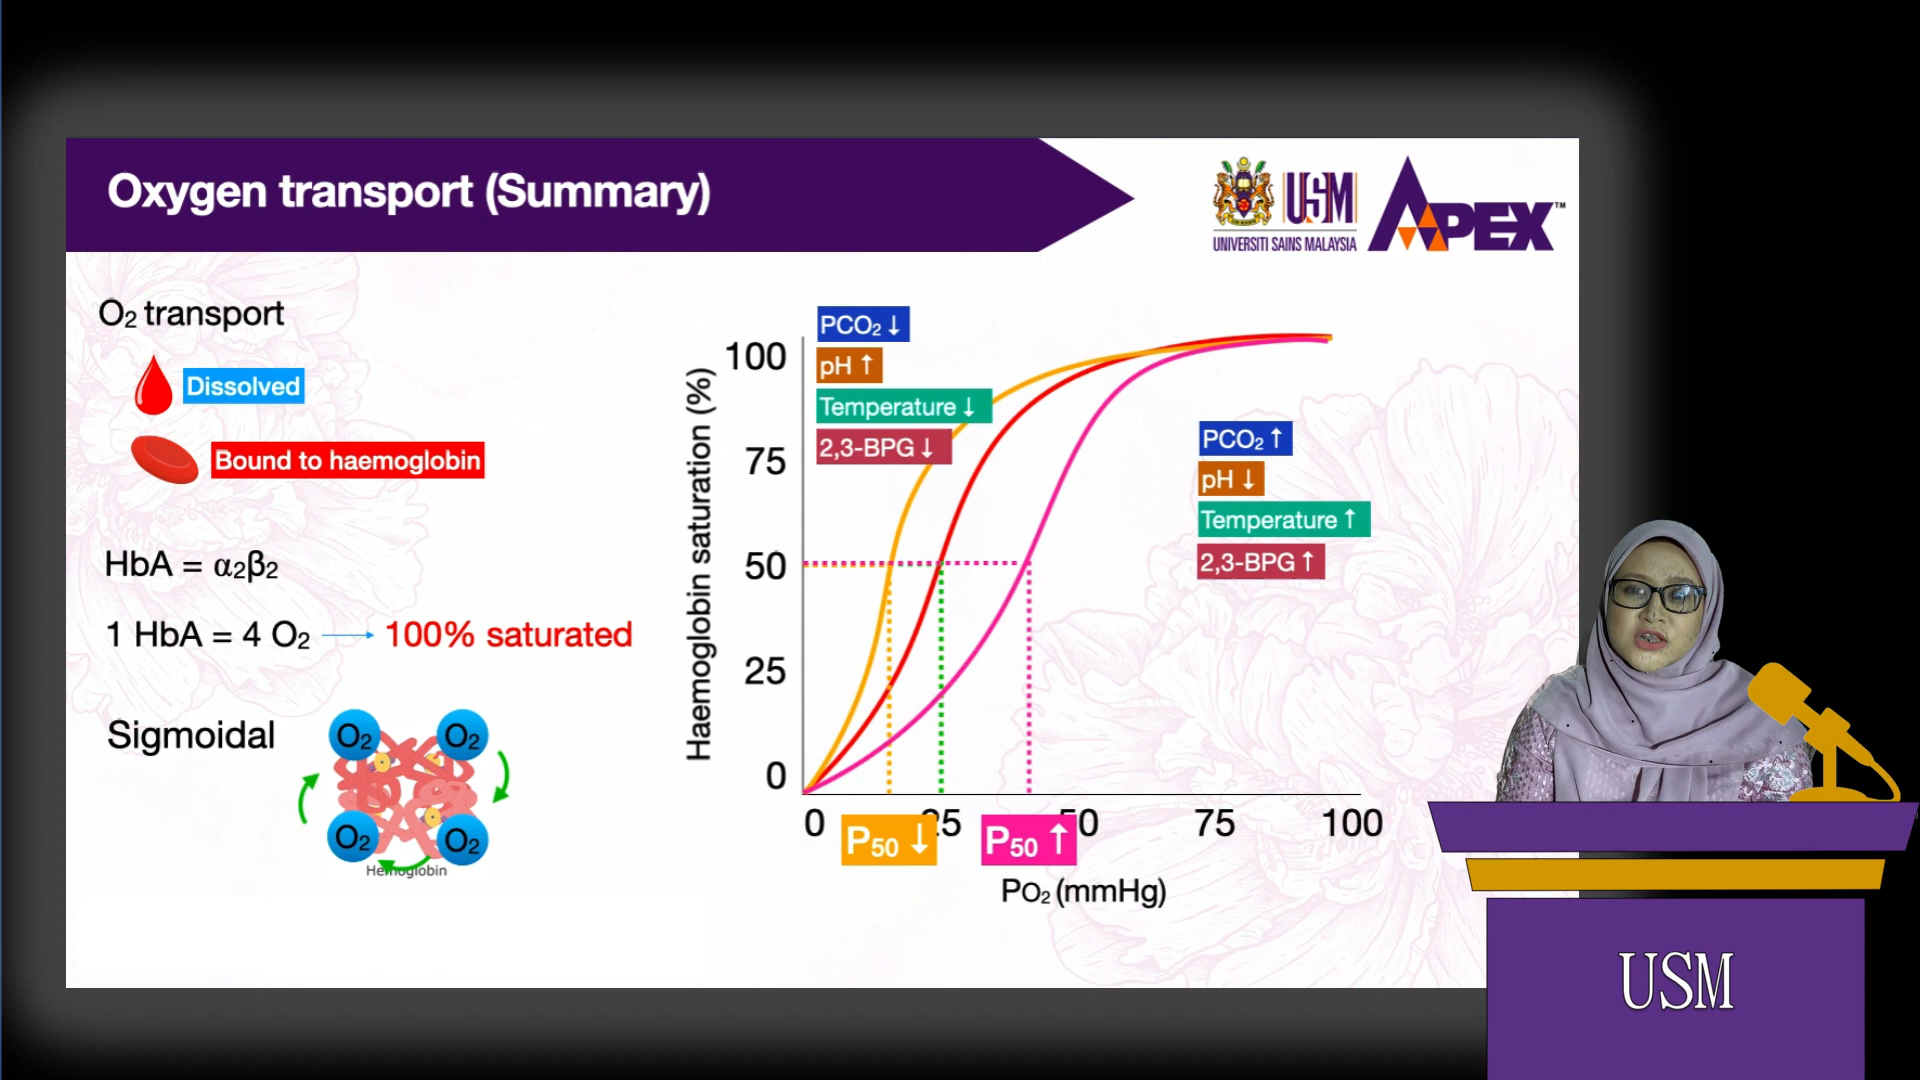 Oxygen transport (Summary)
USM
UNIVERSITI SAINS MALAYSIA
APEX™
O₂ transport
Dissolved
Bound to haemoglobin
HbA = α₂β₂
1 HbA = 4 O₂ → 100% saturated
Sigmoidal
O₂
O₂
O₂
O₂
Hemoglobin
Haemoglobin saturation (%)
100
75
50
25
0
PCO₂ ↓
pH ↑
Temperature ↓
2,3-BPG ↓
PCO₂ ↑
pH ↓
Temperature ↑
2,3-BPG ↑
0 25 50 75 100
P₅₀ ↓
P₅₀ ↑
PO₂ (mmHg)
USM